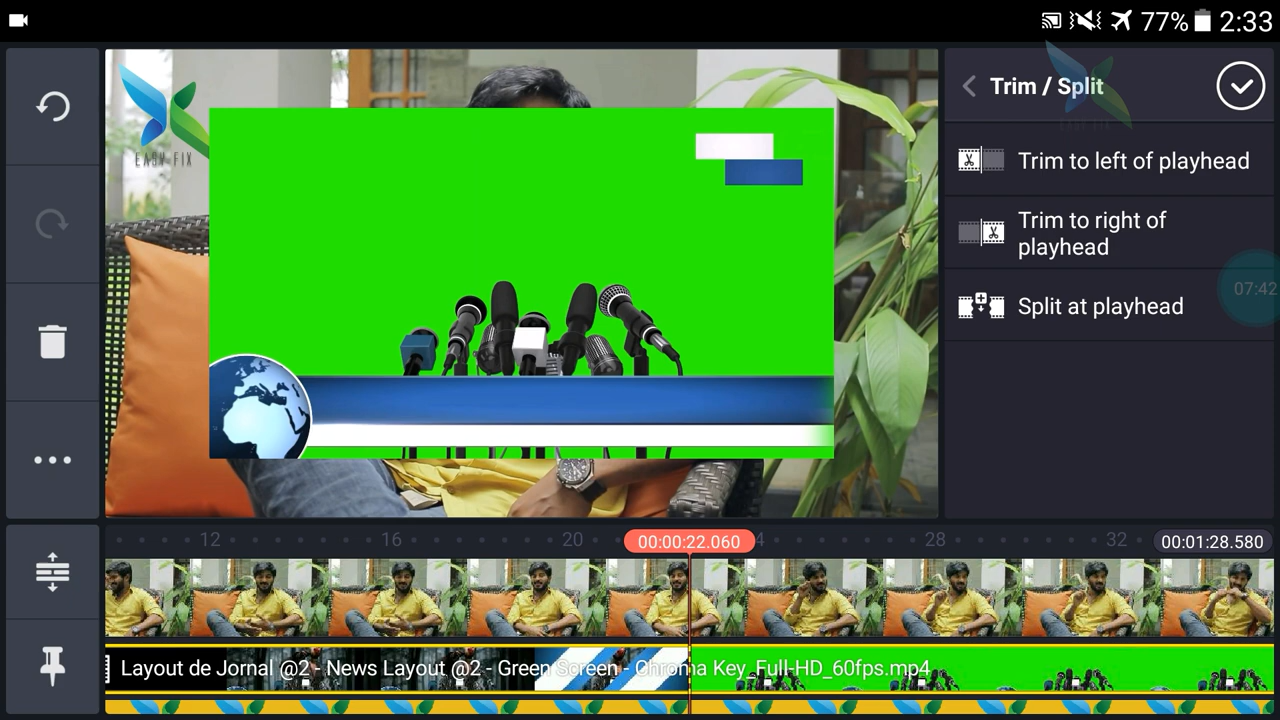 77% 2:33
EASY FIX
Trim / Split
Trim to left of playhead
Trim to right of
playhead
Split at playhead
07:42
12 16 20 00:00:22.060 4 28 32 00:01:28.580
Layout de Jornal @2 - News Layout @2 - Green Screen - Chroma Key_Full-HD_60fps.mp4